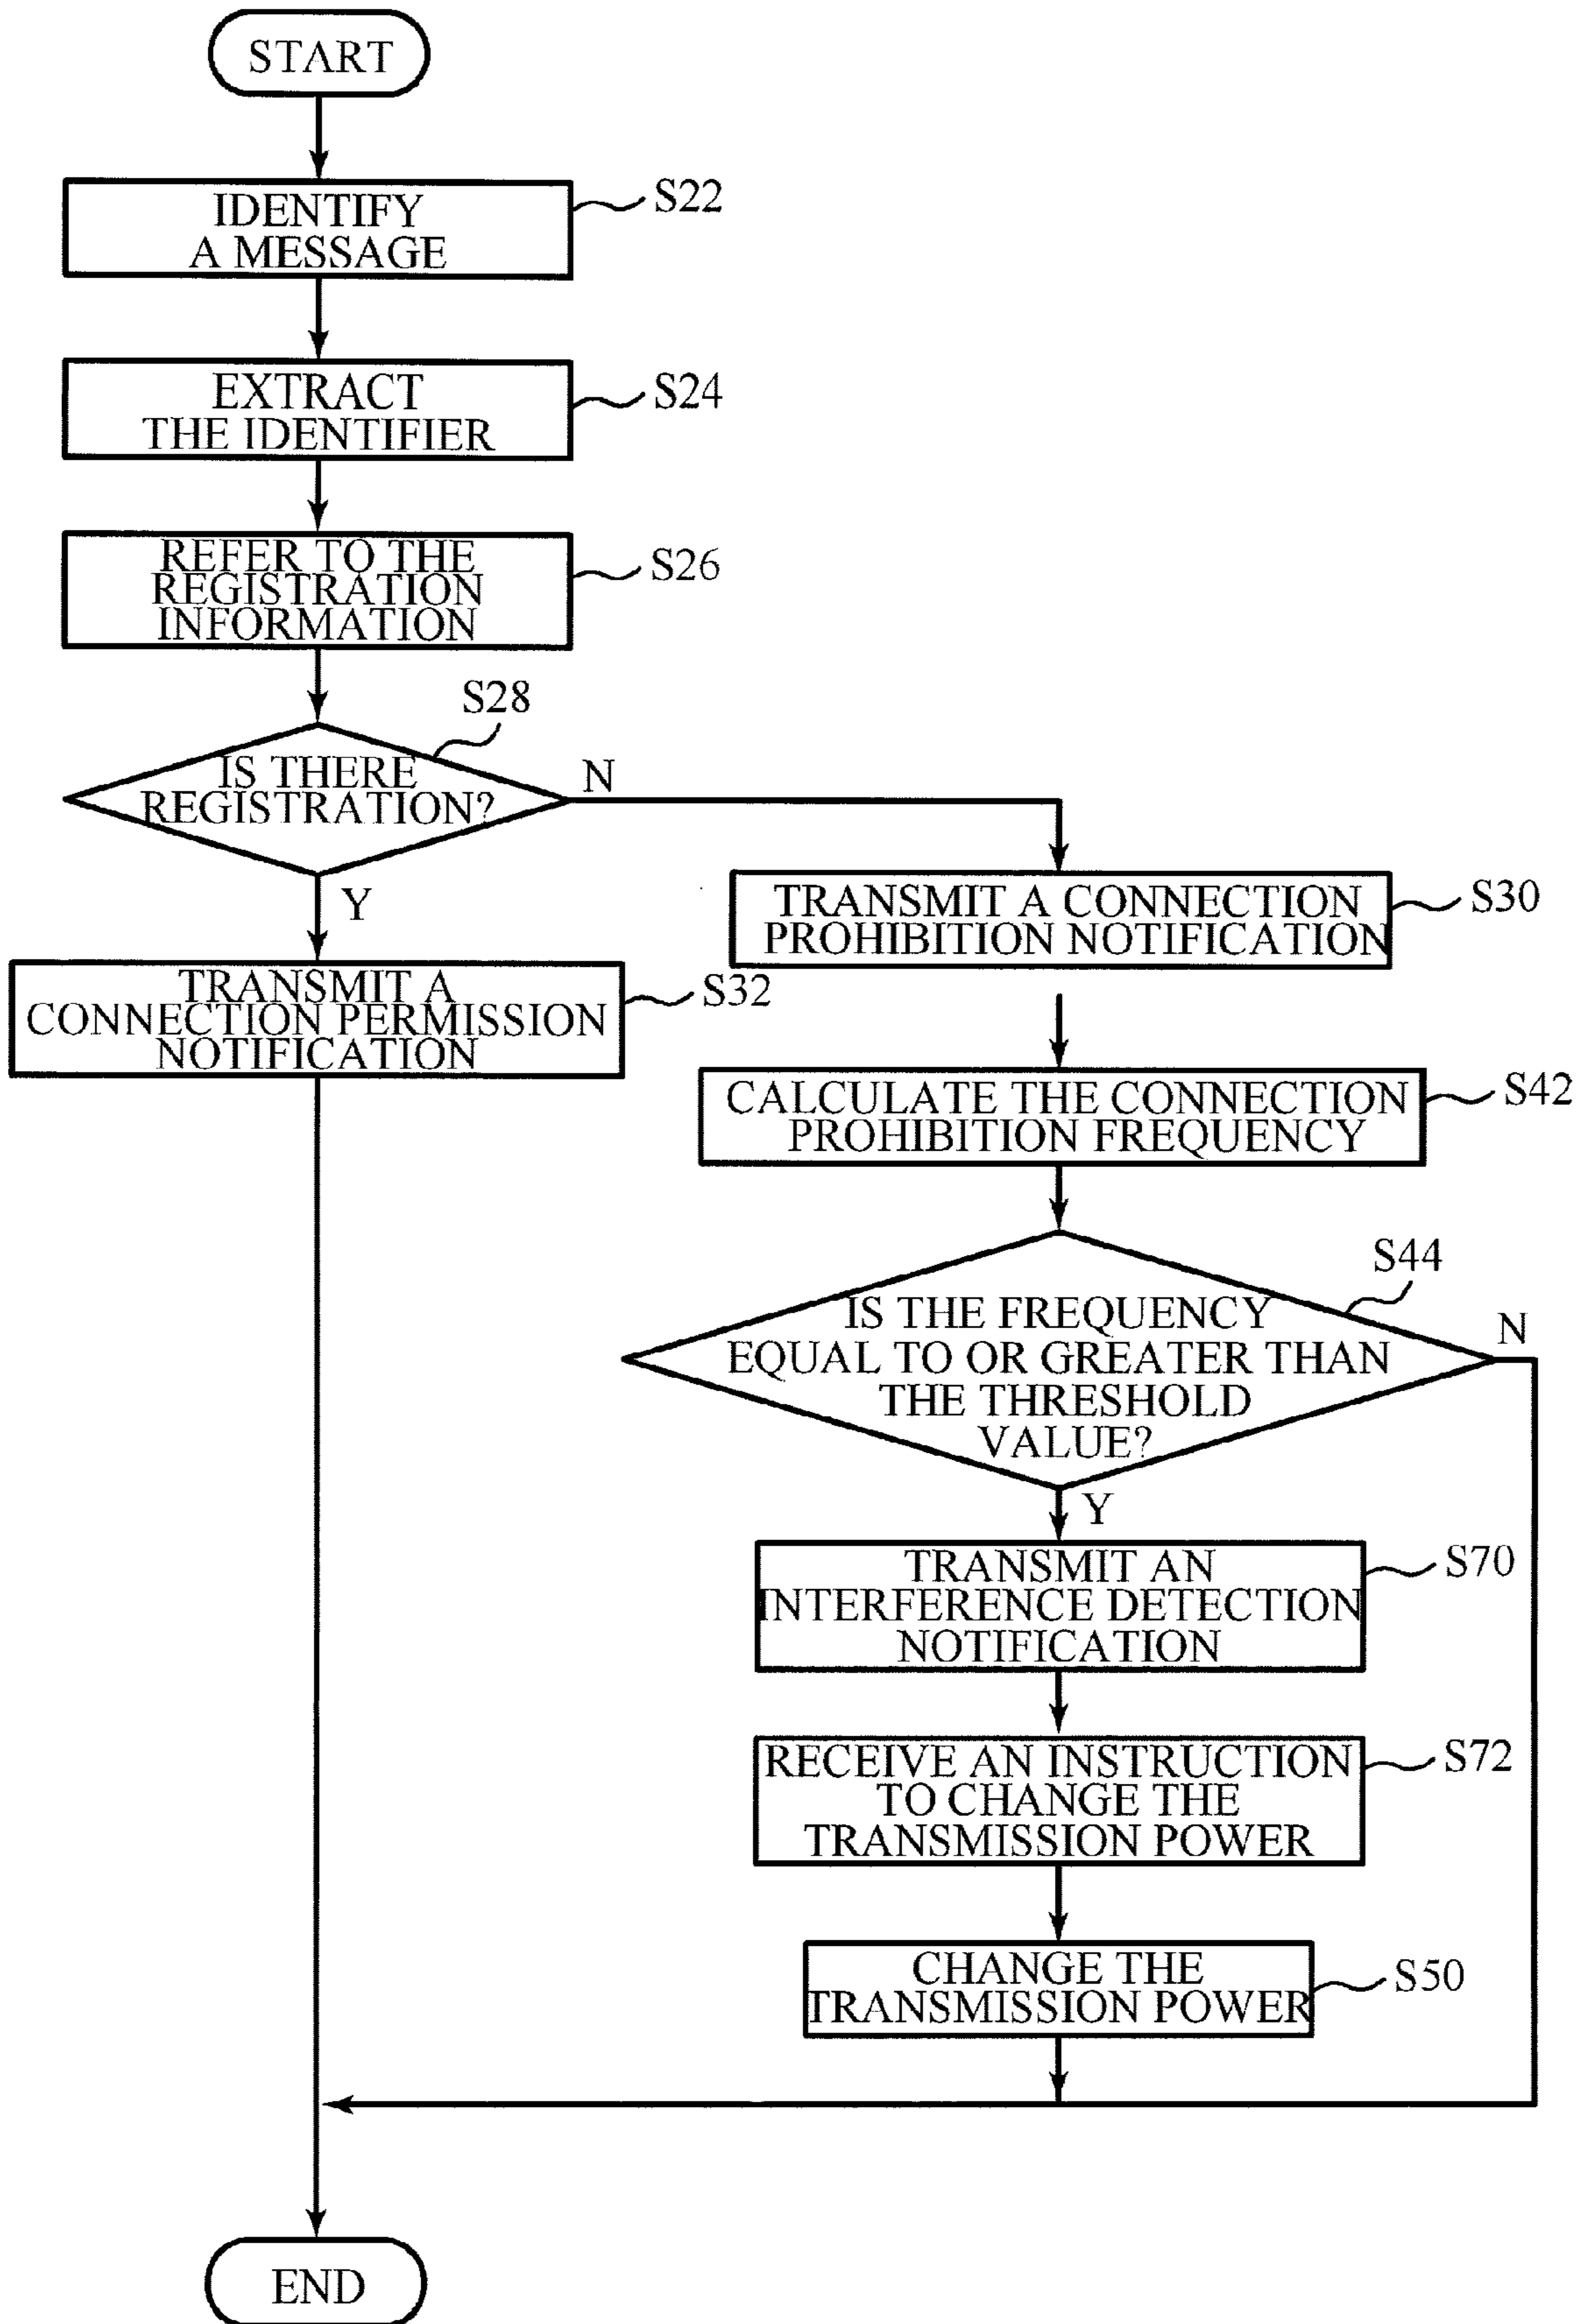 START
IDENTIFY
A MESSAGE
S22
EXTRACT
THE IDENTIFIER
S24
REFER TO THE
REGISTRATION
INFORMATION
S26
S28
IS THERE
REGISTRATION?
N
Y
TRANSMIT A
CONNECTION PERMISSION
NOTIFICATION
S32
TRANSMIT A CONNECTION
PROHIBITION NOTIFICATION
S30
CALCULATE THE CONNECTION
PROHIBITION FREQUENCY
S42
S44
IS THE FREQUENCY
EQUAL TO OR GREATER THAN
THE THRESHOLD
VALUE?
N
Y
TRANSMIT AN
INTERFERENCE DETECTION
NOTIFICATION
S70
RECEIVE AN INSTRUCTION
TO CHANGE THE
TRANSMISSION POWER
S72
CHANGE THE
TRANSMISSION POWER
S50
END